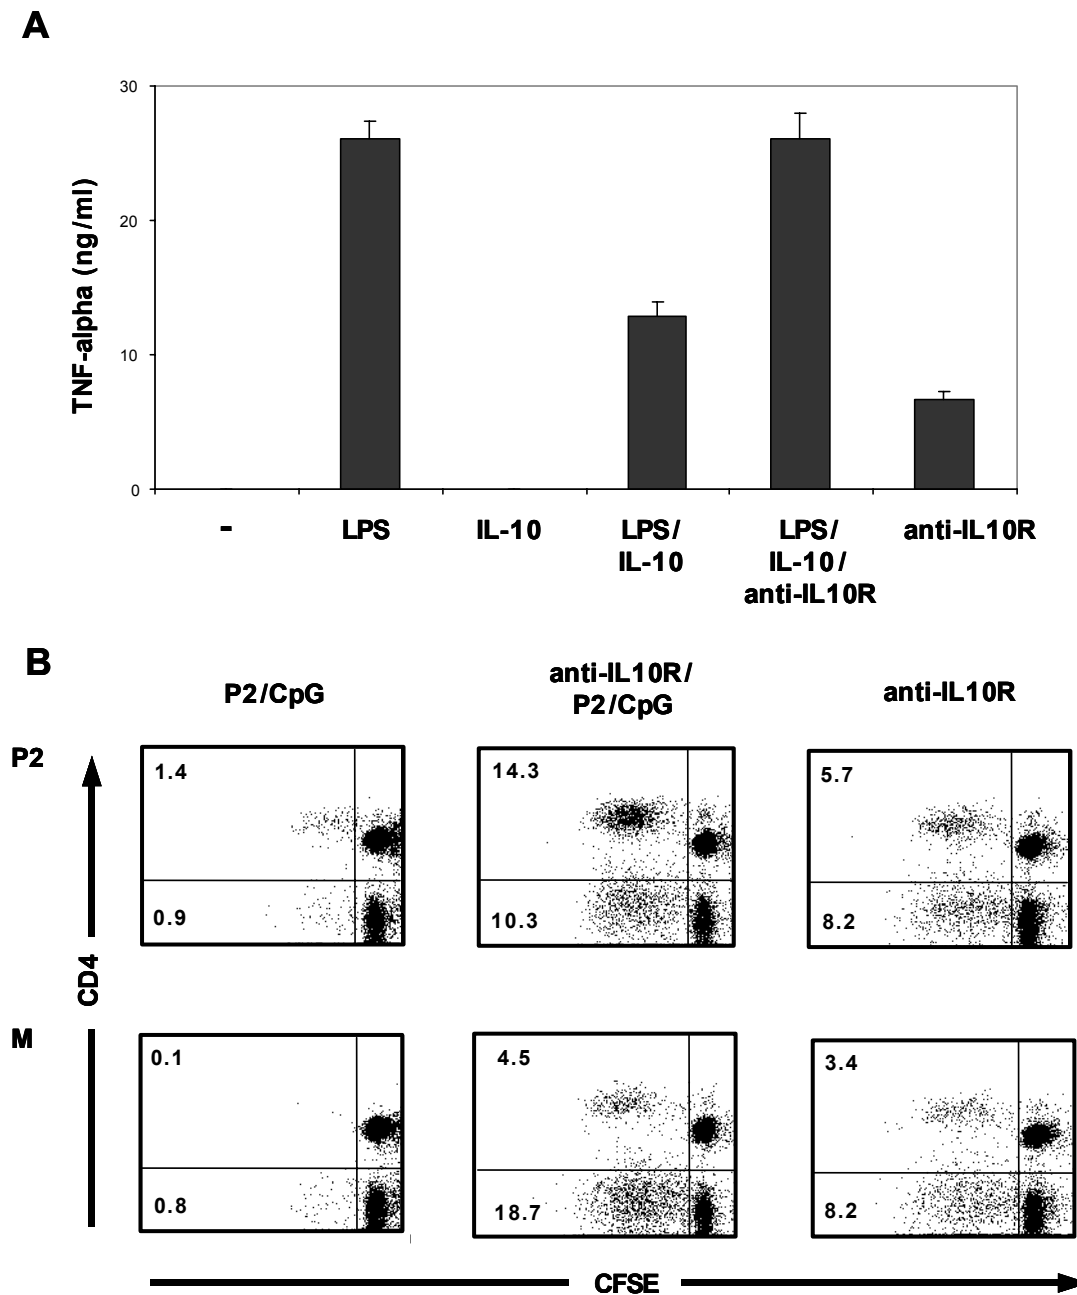 A
30
20
10
0
TNF-alpha (ng/ml)
-
LPS
IL-10
LPS/
IL-10
LPS/
IL-10/
anti-IL10R
anti-IL10R
B
P2/CpG
anti-IL10R/
P2/CpG
anti-IL10R
P2
1.4
0.9
14.3
10.3
5.7
8.2
CD4
M
0.1
0.8
4.5
18.7
3.4
8.2
CFSE